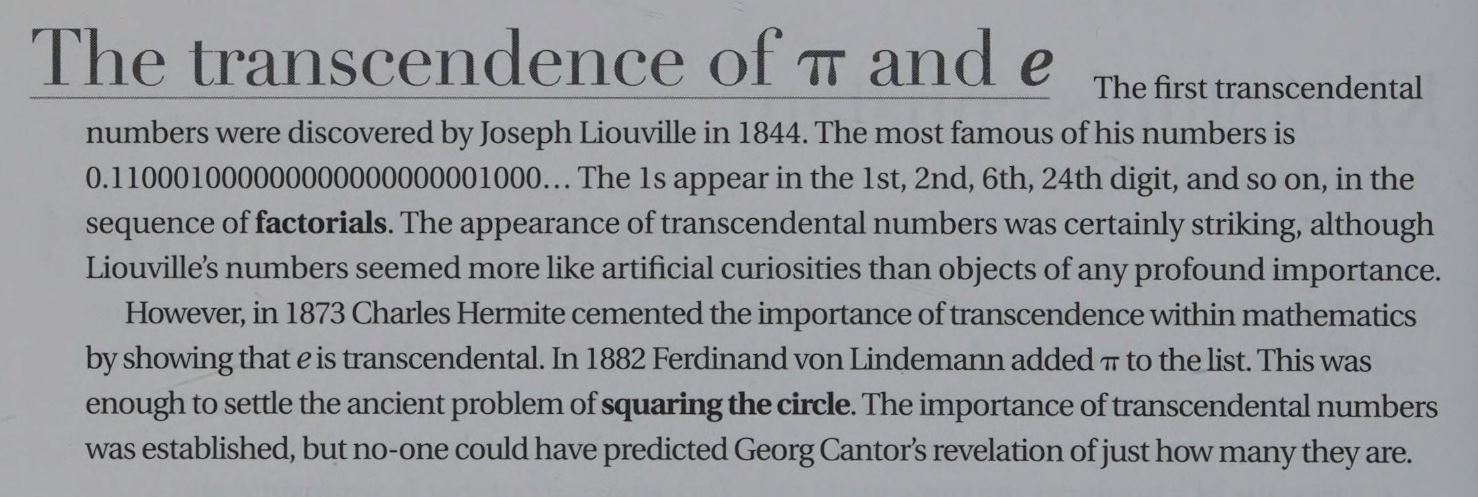 The transcendence of π and e The first transcendental
numbers were discovered by Joseph Liouville in 1844. The most famous of his numbers is
0.110001000000000000000001000… The 1s appear in the 1st, 2nd, 6th, 24th digit, and so on, in the
sequence of factorials. The appearance of transcendental numbers was certainly striking, although
Liouville's numbers seemed more like artificial curiosities than objects of any profound importance.
However, in 1873 Charles Hermite cemented the importance of transcendence within mathematics
by showing that e is transcendental. In 1882 Ferdinand von Lindemann added π to the list. This was
enough to settle the ancient problem of squaring the circle. The importance of transcendental numbers
was established, but no-one could have predicted Georg Cantor's revelation of just how many they are.